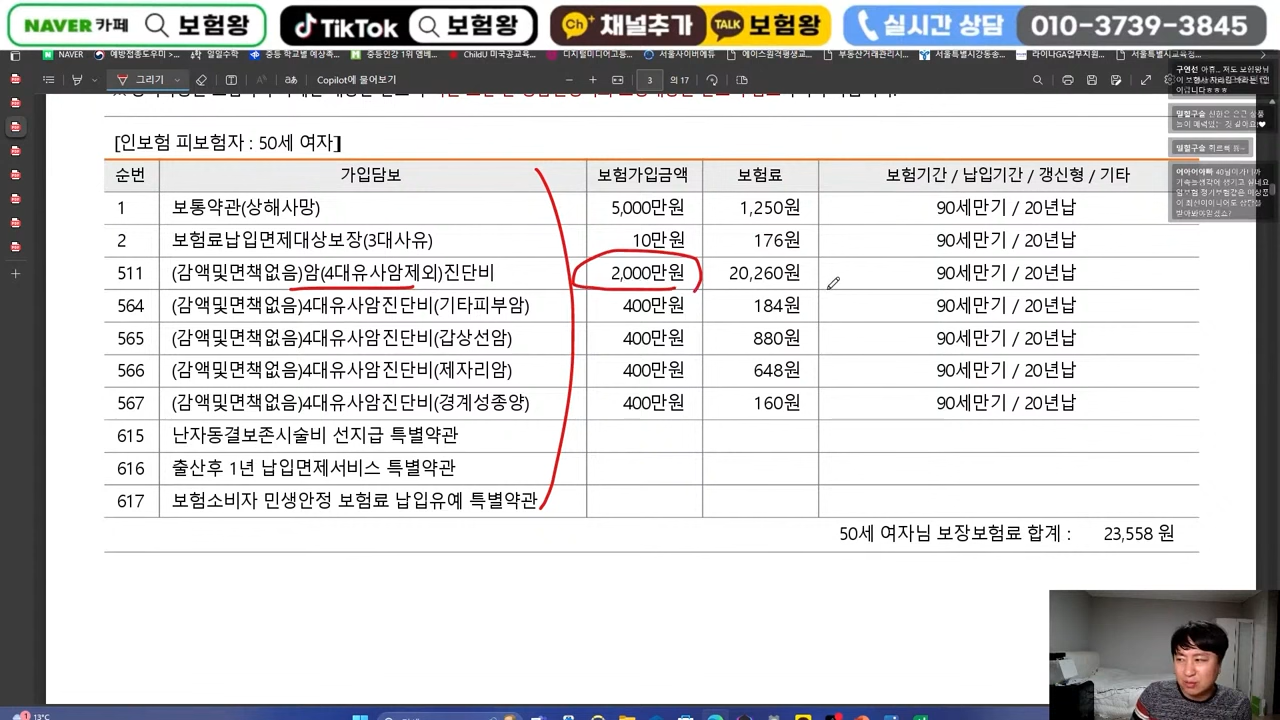 NAVER 카페 보험왕
TikTok 보험왕
Ch+ 채널추가 TALK 보험왕
실시간 상담 010-3739-3845
NAVER
ChildU 미국교과...
그리기
Copilot에 물어보기
3 의 17
[인보험 피보험자 : 50세 여자]
순번 가입담보 보험가입금액 보험료 보험기간 / 납입기간 / 갱신형 / 기타
1 보통약관(상해사망) 5,000만원 1,250원 90세만기 / 20년납
2 보험료납입면제대상보장(3대사유) 10만원 176원 90세만기 / 20년납
511 (감액및면책없음)암(4대유사암제외)진단비 2,000만원 20,260원 90세만기 / 20년납
564 (감액및면책없음)4대유사암진단비(기타피부암) 400만원 184원 90세만기 / 20년납
565 (감액및면책없음)4대유사암진단비(갑상선암) 400만원 880원 90세만기 / 20년납
566 (감액및면책없음)4대유사암진단비(제자리암) 400만원 648원 90세만기 / 20년납
567 (감액및면책없음)4대유사암진단비(경계성종양) 400만원 160원 90세만기 / 20년납
615 난자동결보존시술비 선지급 특별약관
616 출산후 1년 납입면제서비스 특별약관
617 보험소비자 민생안정 보험료 납입유예 특별약관
50세 여자님 보장보험료 합계 : 23,558 원
13°C